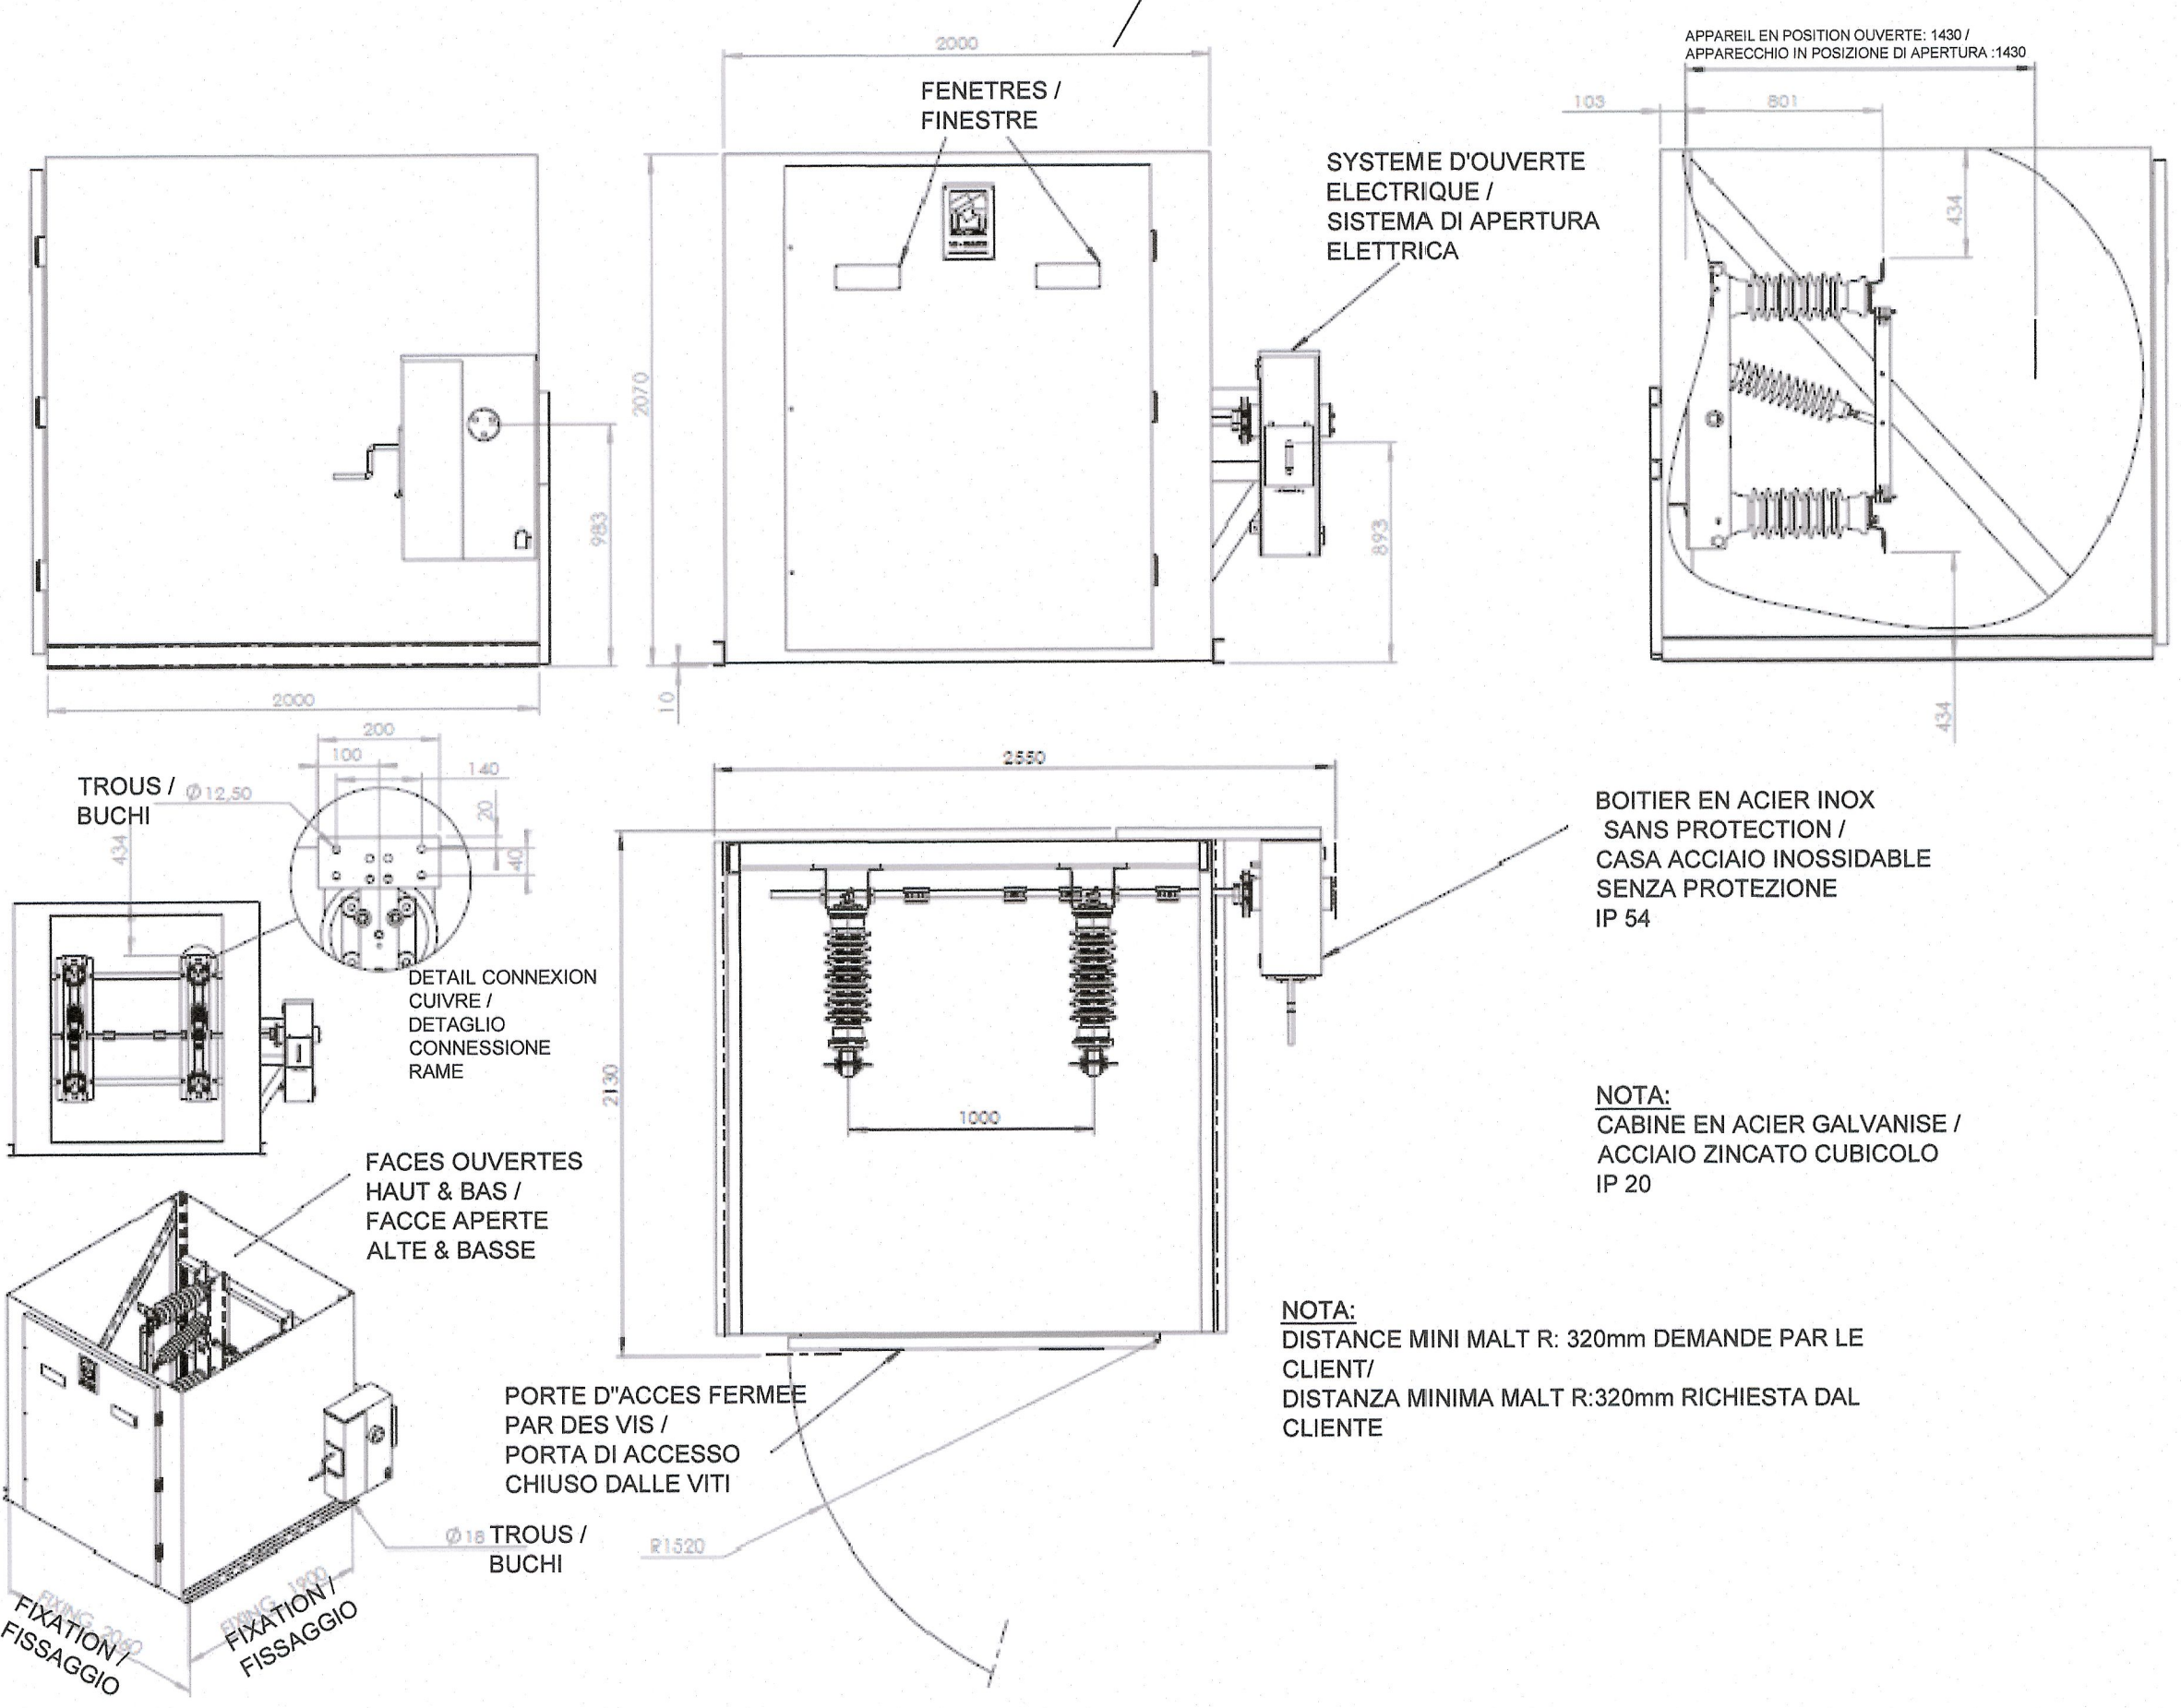 APPAREIL EN POSITION OUVERTE: 1430 /
APPARECCHIO IN POSIZIONE DI APERTURA :1430
2000
103
801
FENETRES /
FINESTRE
SYSTEME D'OUVERTE
ELECTRIQUE /
SISTEMA DI APERTURA
ELETTRICA
434
2070
983
893
10
434
2000
200
100
140
20
40
TROUS /
BUCHI
Ø12,50
434
DETAIL CONNEXION
CUIVRE /
DETAGLIO
CONNESSIONE
RAME
2550
2130
1000
BOITIER EN ACIER INOX
SANS PROTECTION /
CASA ACCIAIO INOSSIDABLE
SENZA PROTEZIONE
IP 54
NOTA:
CABINE EN ACIER GALVANISE /
ACCIAIO ZINCATO CUBICOLO
IP 20
FACES OUVERTES
HAUT & BAS /
FACCE APERTE
ALTE & BASSE
NOTA:
DISTANCE MINI MALT R: 320mm DEMANDE PAR LE
CLIENT/
DISTANZA MINIMA MALT R:320mm RICHIESTA DAL
CLIENTE
PORTE D"ACCES FERMEE
PAR DES VIS /
PORTA DI ACCESSO
CHIUSO DALLE VITI
R1520
Ø18 TROUS /
BUCHI
FIXING 2060
FIXATION /
FISSAGGIO
FIXING 1900
FIXATION /
FISSAGGIO